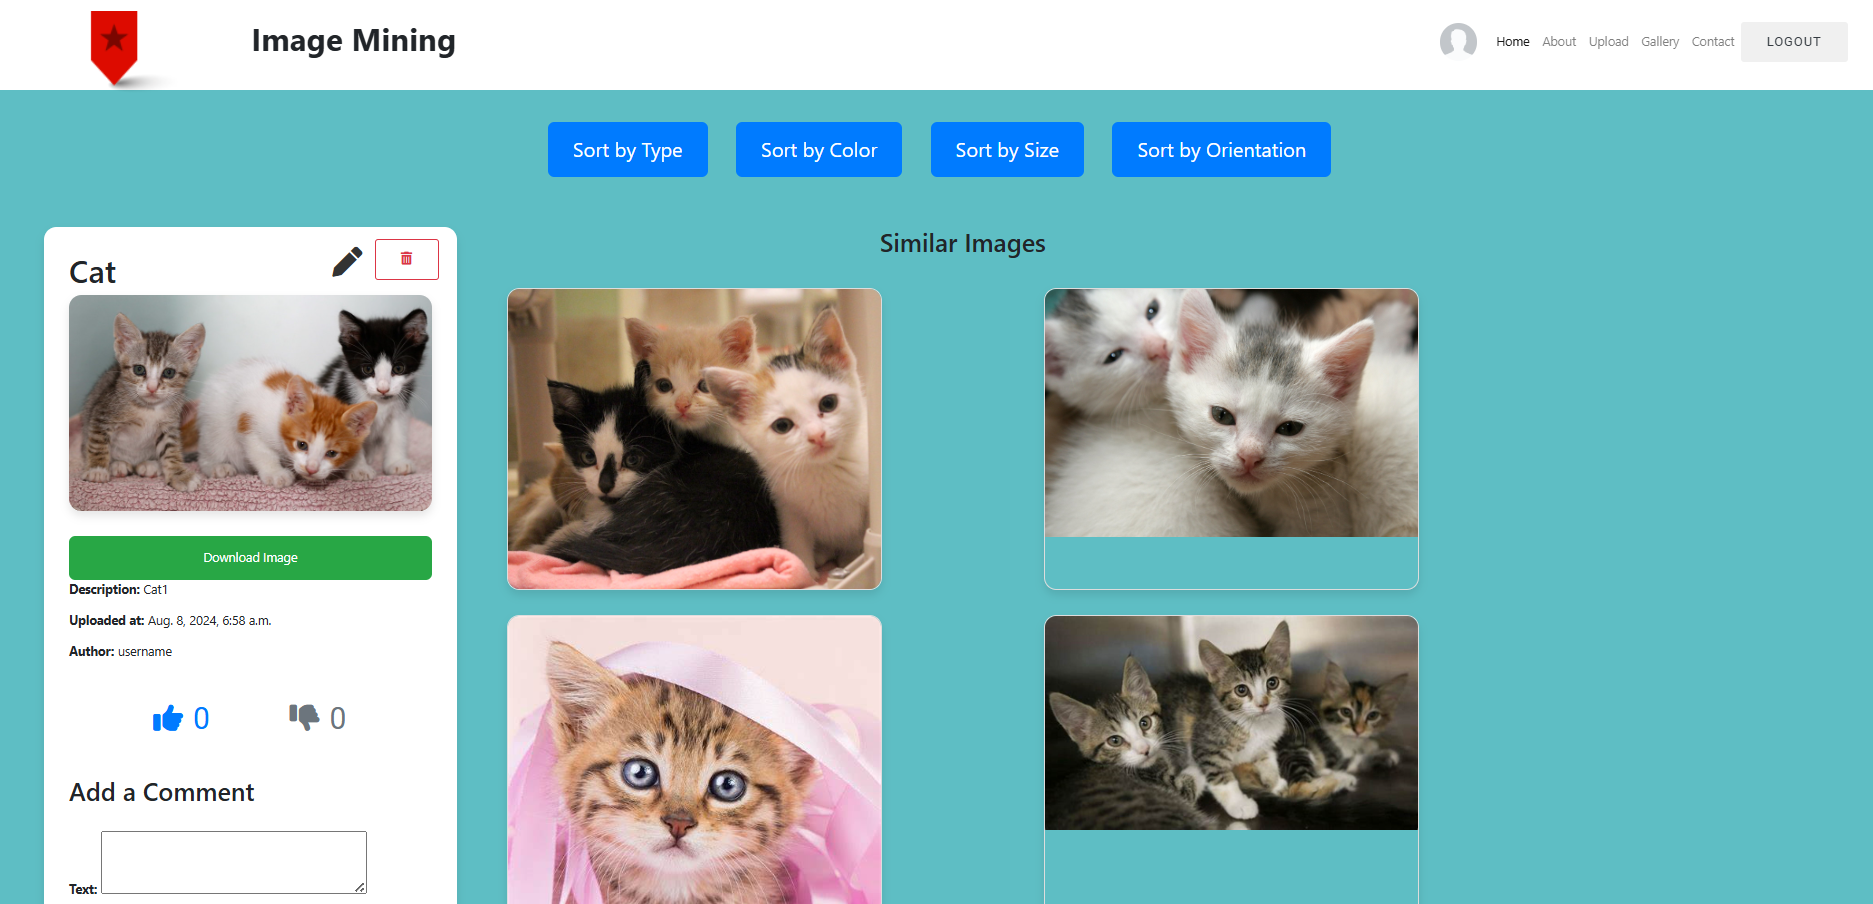 Image Mining
Home About Upload Gallery Contact LOGOUT
Sort by Type Sort by Color Sort by Size Sort by Orientation
Cat
Download Image
Description: Cat1
Uploaded at: Aug. 8, 2024, 6:58 a.m.
Author: username
0 0
Add a Comment
Text:
Similar Images